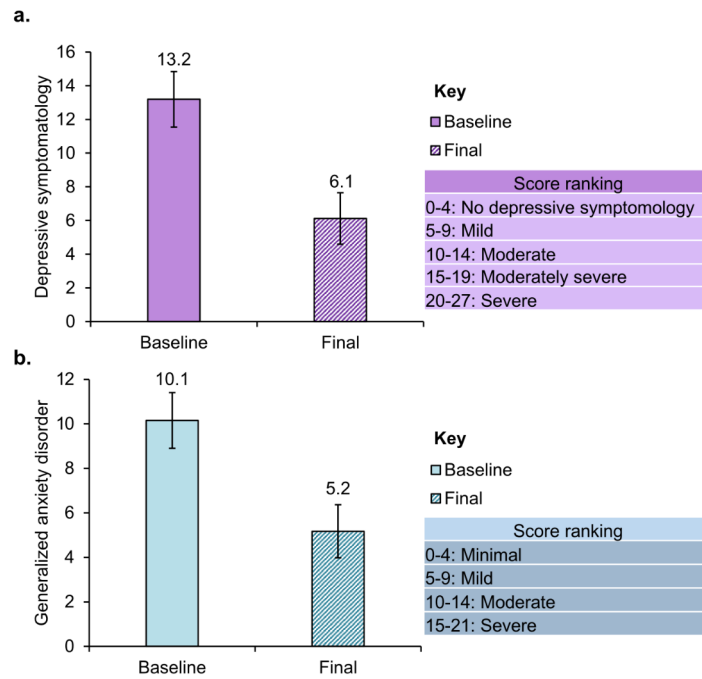 a.
Depressive symptomatology
16
14
12
10
8
6
4
2
0
13.2
6.1
Baseline
Final
Key
Baseline
Final
Score ranking
0-4: No depressive symptomology
5-9: Mild
10-14: Moderate
15-19: Moderately severe
20-27: Severe
b.
Generalized anxiety disorder
12
10
8
6
4
2
0
10.1
5.2
Baseline
Final
Key
Baseline
Final
Score ranking
0-4: Minimal
5-9: Mild
10-14: Moderate
15-21: Severe